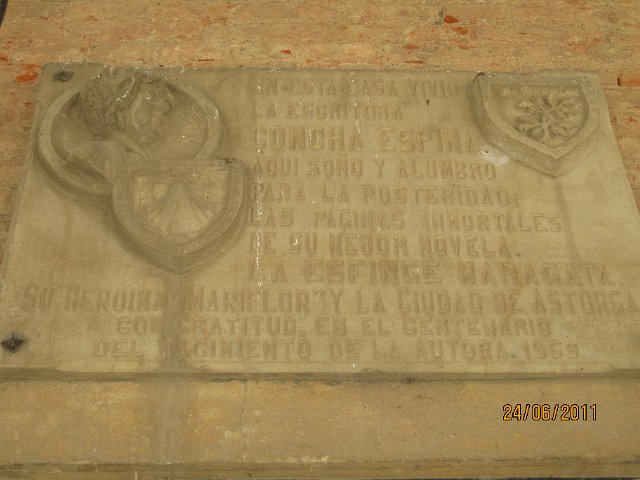 EN ESTA CASA VIVIO
LA ESCRITORA
CONCHA ESPINA
AQUI SOÑO Y ALUMBRO
PARA LA POSTERIDAD,
LAS PAGINAS INMORTALES
DE SU MEJOR NOVELA.
LA ESFINGE MARAGATA
SU HEROINA "MARIFLOR" Y LA CIUDAD DE ASTORGA
CON GRATITUD, EN EL CENTENARIO
DEL NACIMIENTO DE LA AUTORA. 1969
24/06/2011